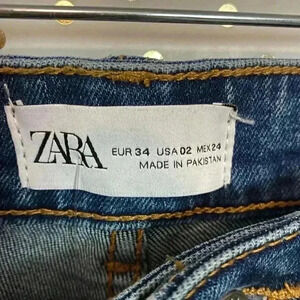 ZARA EUR 34 USA 02 MEX 24
MADE IN PAKISTAN